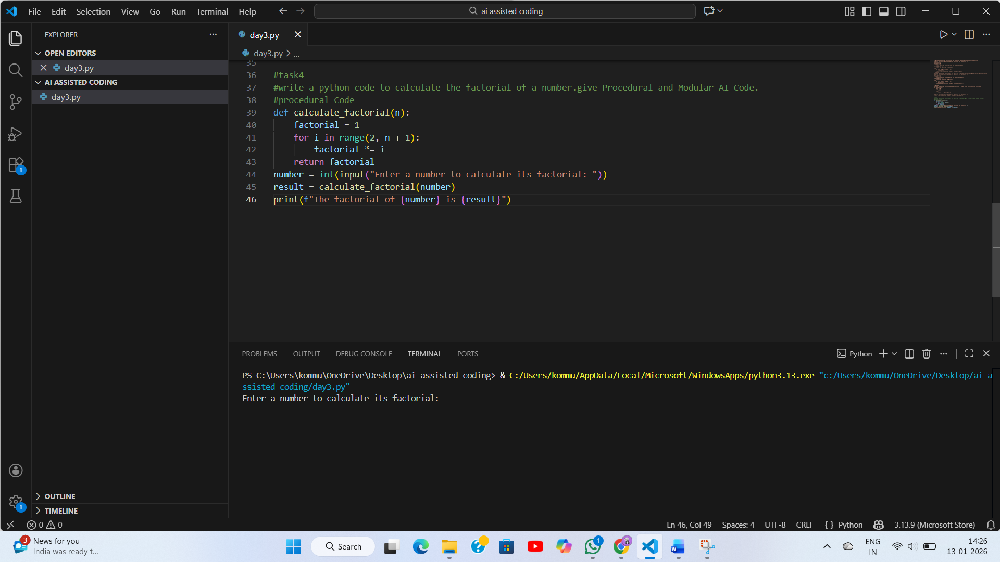 File Edit Selection View Go Run Terminal Help
ai assisted coding
EXPLORER
OPEN EDITORS
day3.py
AI ASSISTED CODING
day3.py
OUTLINE
TIMELINE
day3.py
day3.py > ...
35
36 #task4
37 #write a python code to calculate the factorial of a number.give Procedural and Modular AI Code.
38 #procedural Code
39 def calculate_factorial(n):
40 factorial = 1
41 for i in range(2, n + 1):
42 factorial *= i
43 return factorial
44 number = int(input("Enter a number to calculate its factorial: "))
45 result = calculate_factorial(number)
46 print(f"The factorial of {number} is {result}")
PROBLEMS OUTPUT DEBUG CONSOLE TERMINAL PORTS
Python
PS C:\Users\kommu\OneDrive\Desktop\ai assisted coding> & C:/Users/kommu/AppData/Local/Microsoft/WindowsApps/python3.13.exe "c:/Users/kommu/OneDrive/Desktop/ai a
ssisted coding/day3.py"
Enter a number to calculate its factorial:
1
1
0 0
Ln 46, Col 49 Spaces: 4 UTF-8 CRLF { } Python 3.13.9 (Microsoft Store)
3
News for you
India was ready t...
Search
1
ENG
IN
14:26
13-01-2026